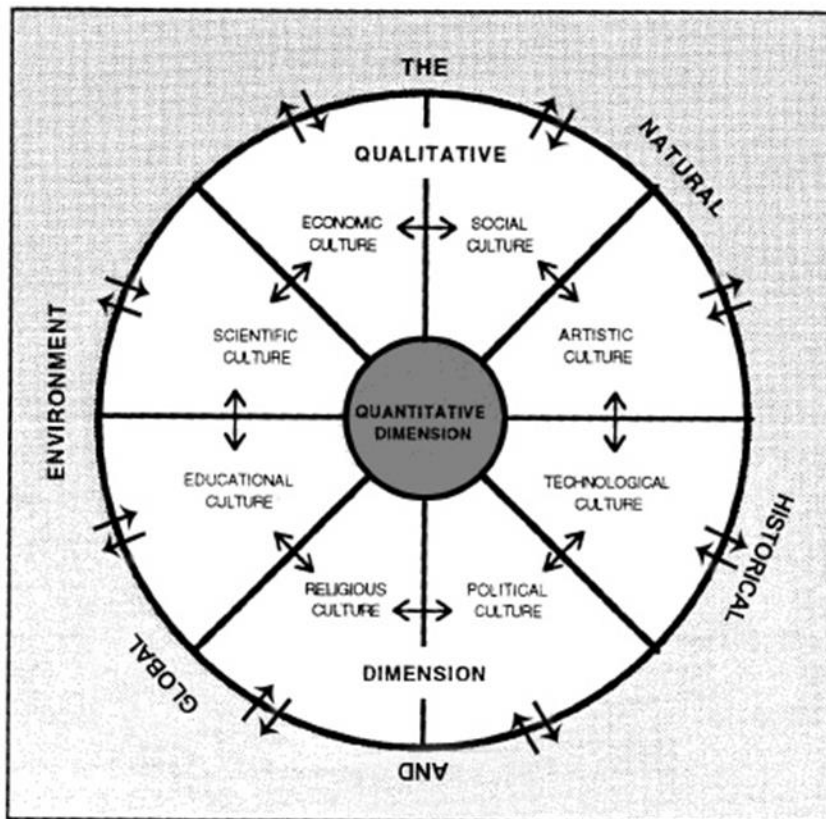 THE
NATURAL
HISTORICAL
AND
GLOBAL
ENVIRONMENT
QUALITATIVE
ECONOMIC
CULTURE
SOCIAL
CULTURE
SCIENTIFIC
CULTURE
ARTISTIC
CULTURE
QUANTITATIVE
DIMENSION
EDUCATIONAL
CULTURE
TECHNOLOGICAL
CULTURE
RELIGIOUS
CULTURE
POLITICAL
CULTURE
DIMENSION